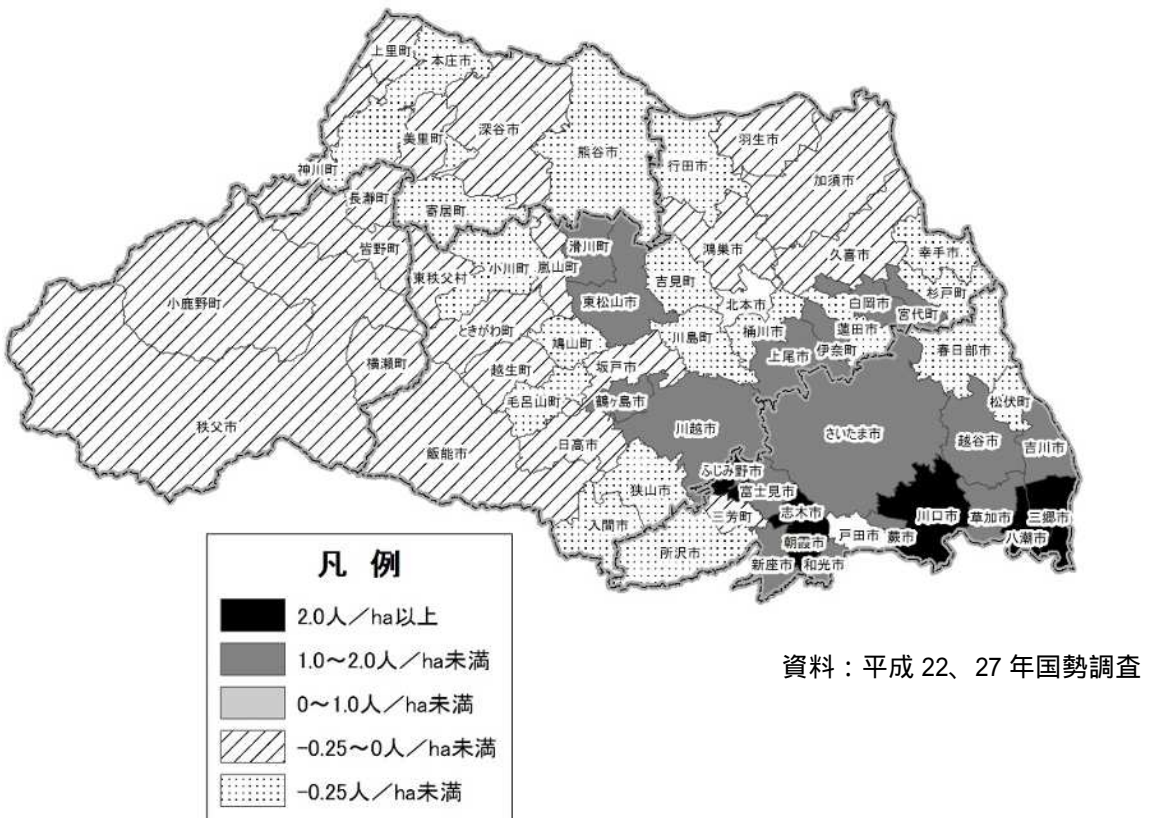 上里町
本庄市
神川町
美里町
深谷市
熊谷市
寄居町
長瀞町
皆野町
小鹿野町
秩父市
横瀬町
東秩父村
小川町
嵐山町
滑川町
東松山市
ときがわ町
鳩山町
越生町
毛呂山町
坂戸市
鶴ヶ島市
日高市
飯能市
行田市
羽生市
加須市
鴻巣市
久喜市
幸手市
杉戸町
吉見町
北本市
白岡市
宮代町
川島町
桶川市
蓮田市
上尾市
伊奈町
春日部市
松伏町
川越市
さいたま市
越谷市
吉川市
ふじみ野市
富士見市
狭山市
入間市
三芳町
志木市
所沢市
朝霞市
新座市
和光市
戸田市
蕨市
川口市
草加市
八潮市
三郷市
凡 例
2.0人／ha以上
1.0～2.0人／ha未満
0～1.0人／ha未満
-0.25～0人／ha未満
-0.25人／ha未満
資料：平成 22、27 年国勢調査